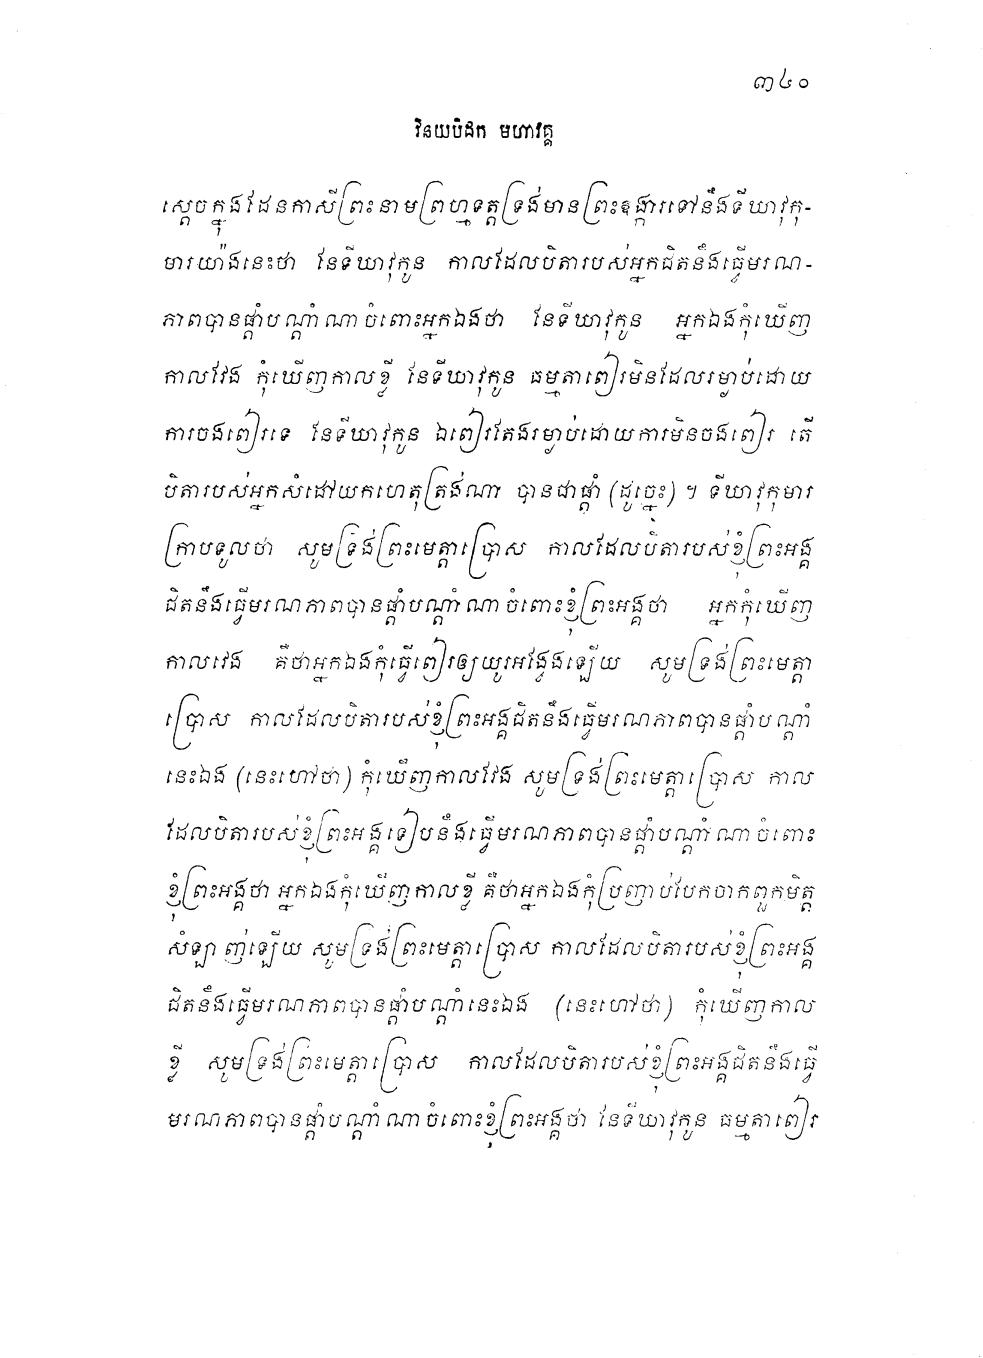 ៣៤០
វិនយបិដក មហាវគ្គ
ស្តេចក្នុងដែនកាសីព្រះនាមព្រហ្មទត្តទ្រង់មានព្រះឧង្ការទៅនឹងទីឃាវុកុ-
មារយ៉ាងនេះថា នែទីឃាវុកូន កាលដែលបិតារបស់អ្នកជិតនឹងធ្វើមរណ-
ភាពបានផ្តាំបណ្តាំណាចំពោះអ្នកឯងថា នែទីឃាវុកូន អ្នកឯងកុំឃើញ
កាលវែង កុំឃើញកាលខ្លី នែទីឃាវុកូន ធម្មតាពៀរមិនដែលរម្ងាប់ដោយ
ការចងពៀរទេ នែទីឃាវុកូន ឯពៀរតែងរម្ងាប់ដោយការមិនចងពៀរ តើ
បិតារបស់អ្នកសំដៅយកហេតុត្រង់ណា បានជាផ្តាំ (ដូច្នេះ) ។ ទីឃាវុកុមារ
ក្រាបទូលថា សូមទ្រង់ព្រះមេត្តាប្រោស កាលដែលបិតារបស់ខ្ញុំព្រះអង្គ
ជិតនឹងធ្វើមរណភាពបានផ្តាំបណ្តាំណាចំពោះខ្ញុំព្រះអង្គថា អ្នកកុំឃើញ
កាលវែង គឺថាអ្នកឯងកុំធ្វើពៀរឲ្យយូរអង្វែងឡើយ សូមទ្រង់ព្រះមេត្តា
ប្រោស កាលដែលបិតារបស់ខ្ញុំព្រះអង្គជិតនឹងធ្វើមរណភាពបានផ្តាំបណ្តាំ
នេះឯង (នេះហៅថា) កុំឃើញកាលវែង សូមទ្រង់ព្រះមេត្តាប្រោស កាល
ដែលបិតារបស់ខ្ញុំព្រះអង្គទៀបនឹងធ្វើមរណភាពបានផ្តាំបណ្តាំណាចំពោះ
ខ្ញុំព្រះអង្គថា អ្នកឯងកុំឃើញកាលខ្លី គឺថាអ្នកឯងកុំប្រញាប់បែកចាកពួកមិត្ត
សំឡាញ់ឡើយ សូមទ្រង់ព្រះមេត្តាប្រោស កាលដែលបិតារបស់ខ្ញុំព្រះអង្គ
ជិតនឹងធ្វើមរណភាពបានផ្តាំបណ្តាំនេះឯង (នេះហៅថា) កុំឃើញកាល
ខ្លី សូមទ្រង់ព្រះមេត្តាប្រោស កាលដែលបិតារបស់ខ្ញុំព្រះអង្គជិតនឹងធ្វើ
មរណភាពបានផ្តាំបណ្តាំណាចំពោះខ្ញុំព្រះអង្គថា នែទីឃាវុកូន ធម្មតាពៀរ